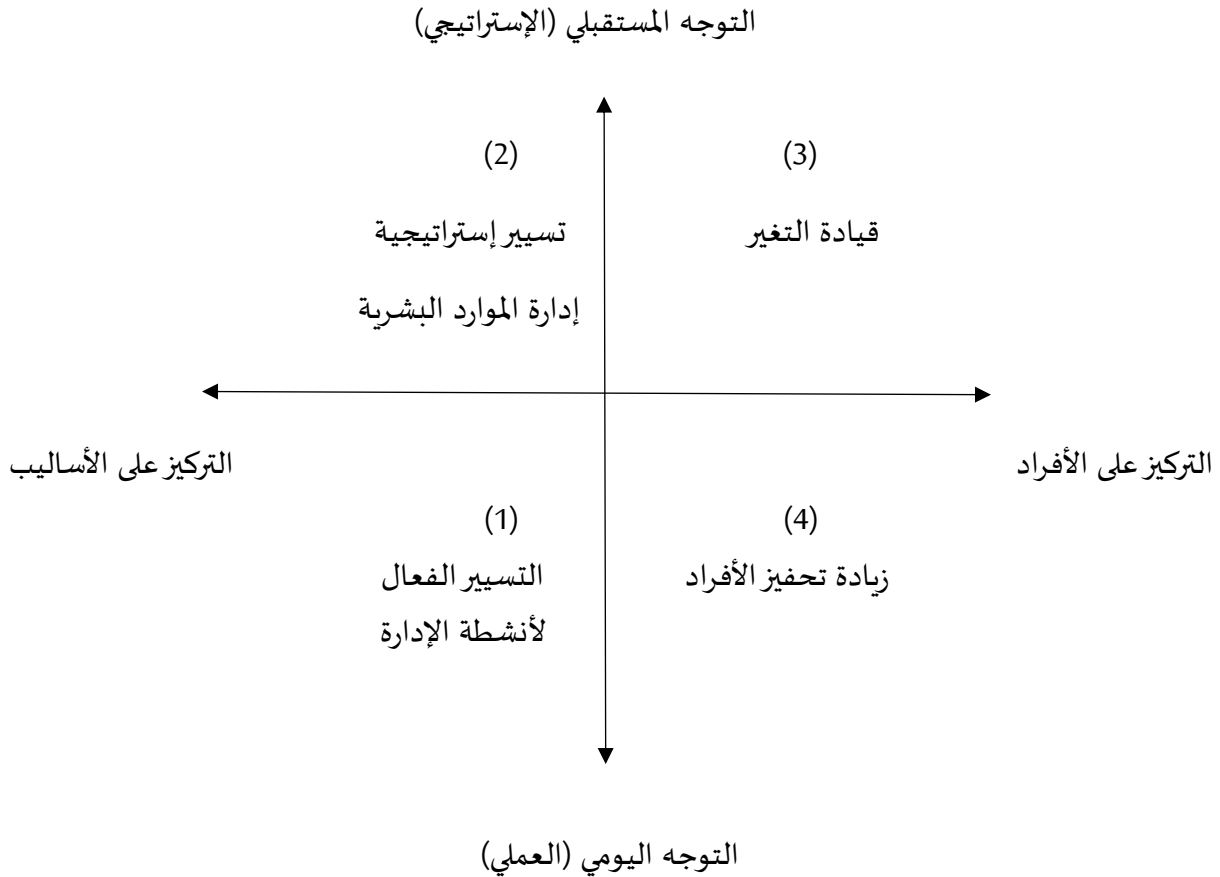 التوجه المستقبلي (الإستراتيجي)
(3)
(2)
قيادة التغير
تسيير إستراتيجية
إدارة الموارد البشرية
التركيز على الأفراد
التركيز على الأساليب
(4)
(1)
زيادة تحفيز الأفراد
التسيير الفعال
لأنشطة الإدارة
التوجه اليومي (العملي)